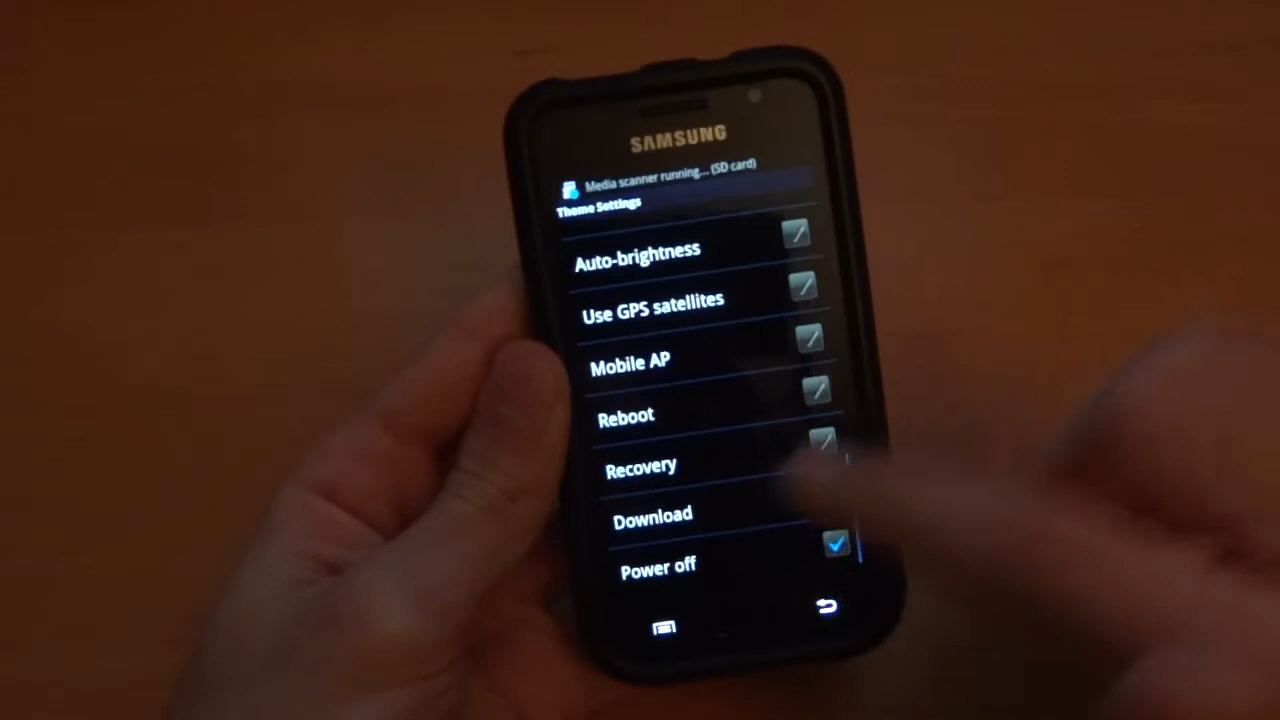 SAMSUNG
Media scanner running... (SD card)
Theme Settings
Auto-brightness
Use GPS satellites
Mobile AP
Reboot
Recovery
Download
Power off